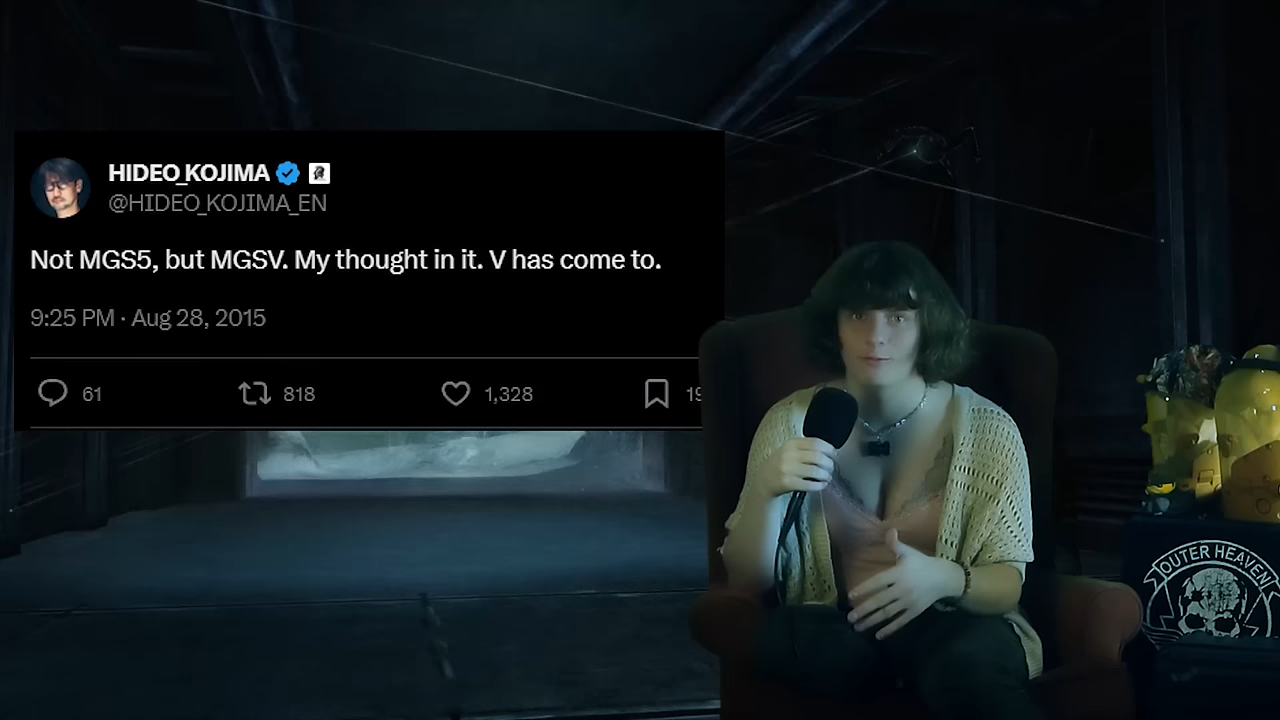 HIDEO_KOJIMA
@HIDEO_KOJIMA_EN
Not MGS5, but MGSV. My thought in it. V has come to.
9:25 PM · Aug 28, 2015
61 818 1,328
OUTER HEAVEN